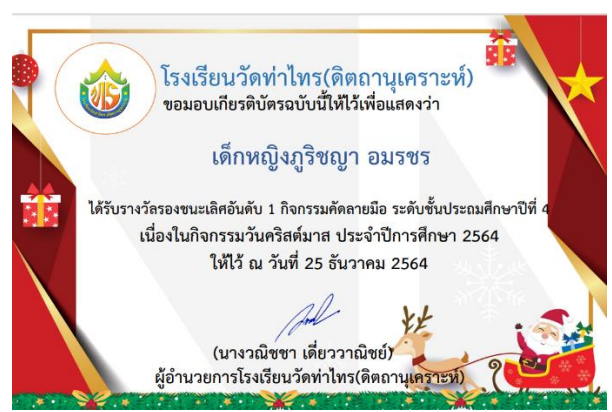 โรงเรียนวัดท่าไทร(ดิตถานุเคราะห์)
ขอมอบเกียรติบัตรฉบับนี้ให้ไว้เพื่อแสดงว่า
เด็กหญิงภูริชญา อมรชร
ได้รับรางวัลรองชนะเลิศอันดับ 1 กิจกรรมคัดลายมือ ระดับชั้นประถมศึกษาปีที่ 4
เนื่องในกิจกรรมวันคริสต์มาส ประจำปีการศึกษา 2564
ให้ไว้ ณ วันที่ 25 ธันวาคม 2564
(นางวณิชชา เดี่ยววาณิชย์)
ผู้อำนวยการโรงเรียนวัดท่าไทร(ดิตถานุเคราะห์)